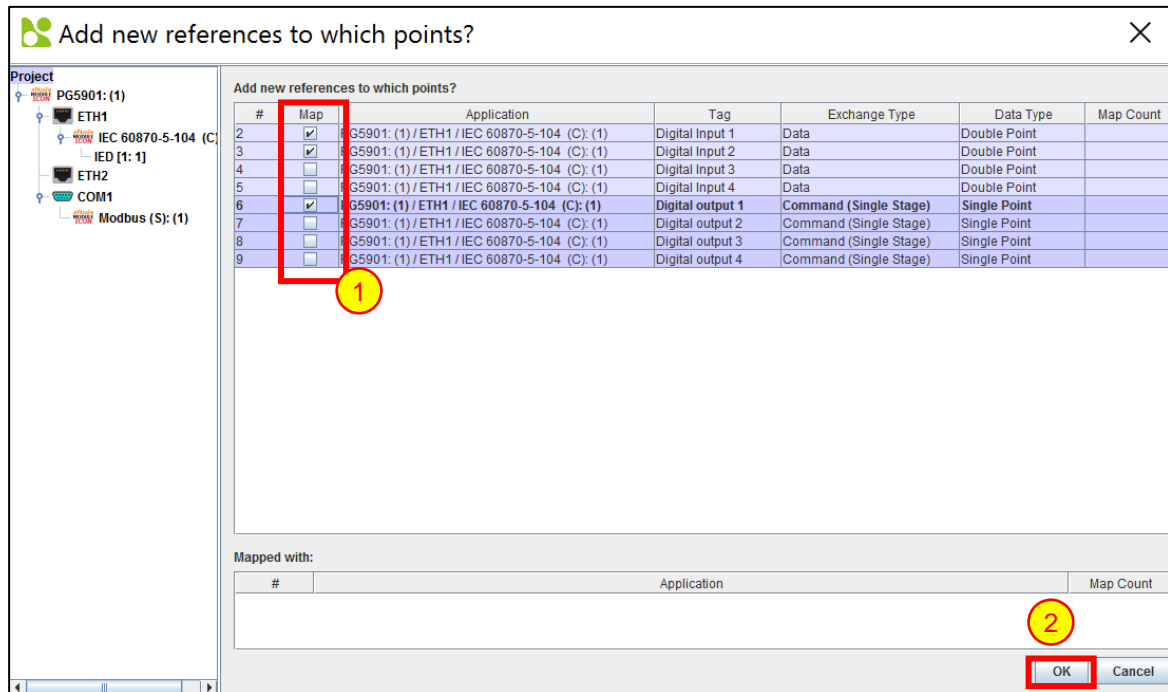 Add new references to which points?
Project
PG5901: (1)
ETH1
IEC 60870-5-104 (C)
IED [1: 1]
ETH2
COM1
Modbus (S): (1)
Add new references to which points?
# Map Application Tag Exchange Type Data Type Map Count
2 G5901: (1) / ETH1 / IEC 60870-5-104 (C): (1) Digital Input 1 Data Double Point
3 G5901: (1) / ETH1 / IEC 60870-5-104 (C): (1) Digital Input 2 Data Double Point
4 G5901: (1) / ETH1 / IEC 60870-5-104 (C): (1) Digital Input 3 Data Double Point
5 G5901: (1) / ETH1 / IEC 60870-5-104 (C): (1) Digital Input 4 Data Double Point
6 G5901: (1) / ETH1 / IEC 60870-5-104 (C): (1) Digital output 1 Command (Single Stage) Single Point
7 G5901: (1) / ETH1 / IEC 60870-5-104 (C): (1) Digital output 2 Command (Single Stage) Single Point
8 G5901: (1) / ETH1 / IEC 60870-5-104 (C): (1) Digital output 3 Command (Single Stage) Single Point
9 G5901: (1) / ETH1 / IEC 60870-5-104 (C): (1) Digital output 4 Command (Single Stage) Single Point
1
Mapped with:
# Application Map Count
2
OK Cancel